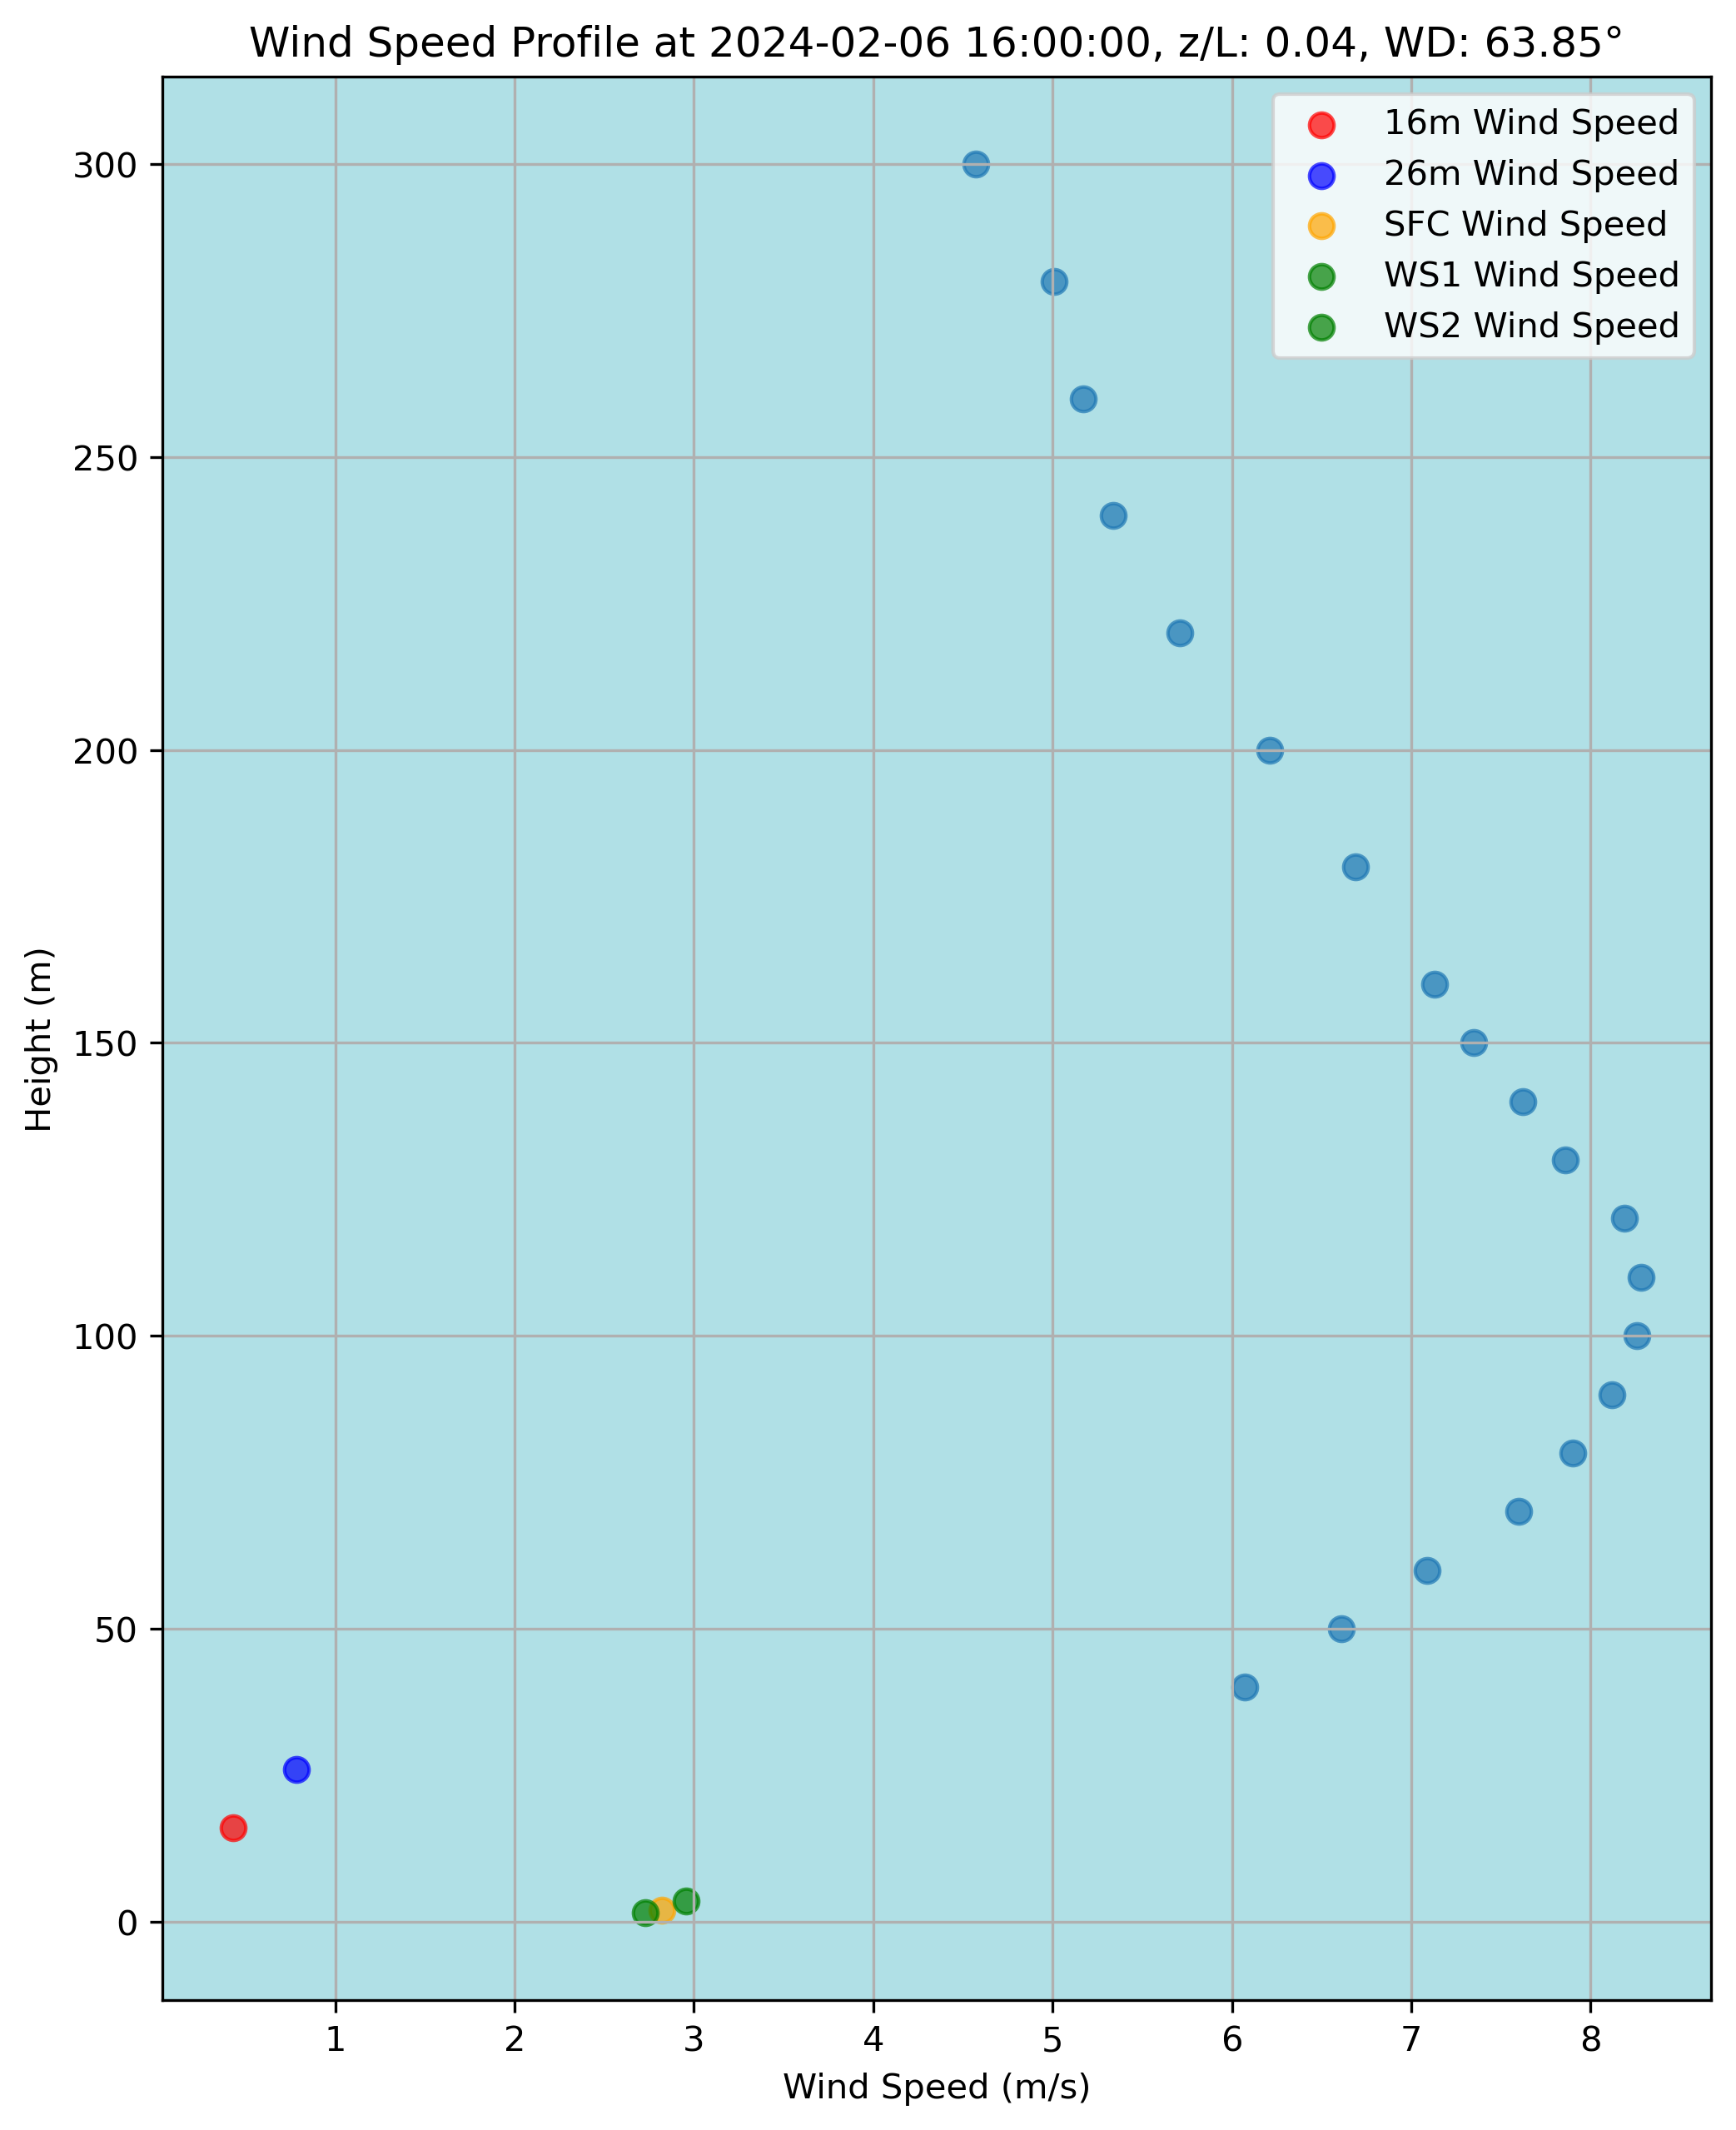 Wind Speed Profile at 2024-02-06 16:00:00, z/L: 0.04, WD: 63.85°
16m Wind Speed
26m Wind Speed
SFC Wind Speed
WS1 Wind Speed
WS2 Wind Speed
300
250
200
150
100
50
0
Height (m)
1 2 3 4 5 6 7 8
Wind Speed (m/s)